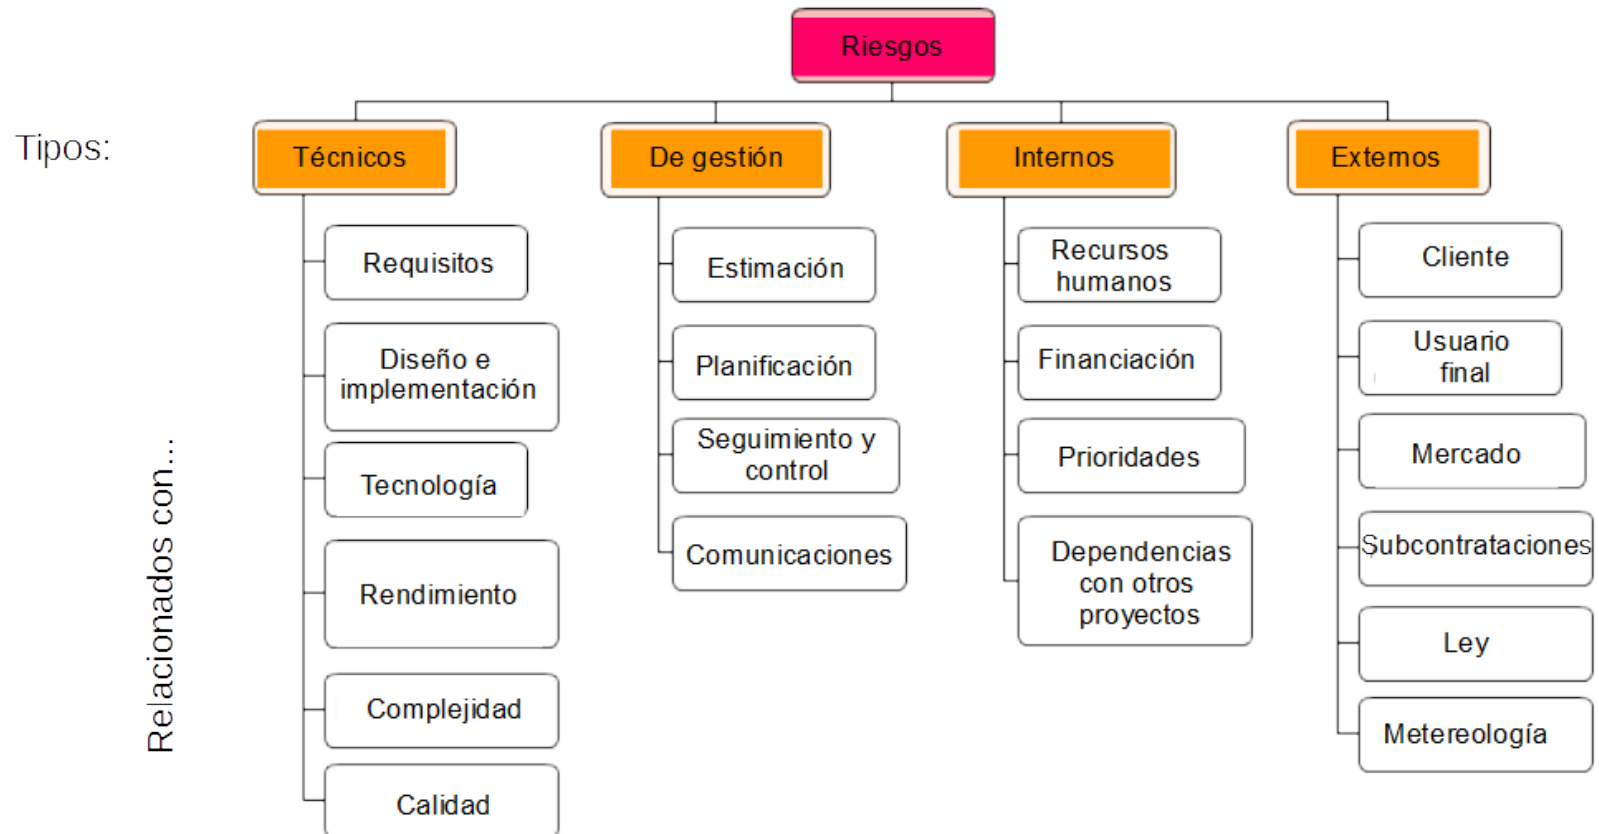 Riesgos
Tipos:
Técnicos
De gestión
Internos
Externos
Relacionados con...
Requisitos
Diseño e
implementación
Tecnología
Rendimiento
Complejidad
Calidad
Estimación
Planificación
Seguimiento y
control
Comunicaciones
Recursos
humanos
Financiación
Prioridades
Dependencias
con otros
proyectos
Cliente
Usuario
final
Mercado
Subcontrataciones
Ley
Metereología